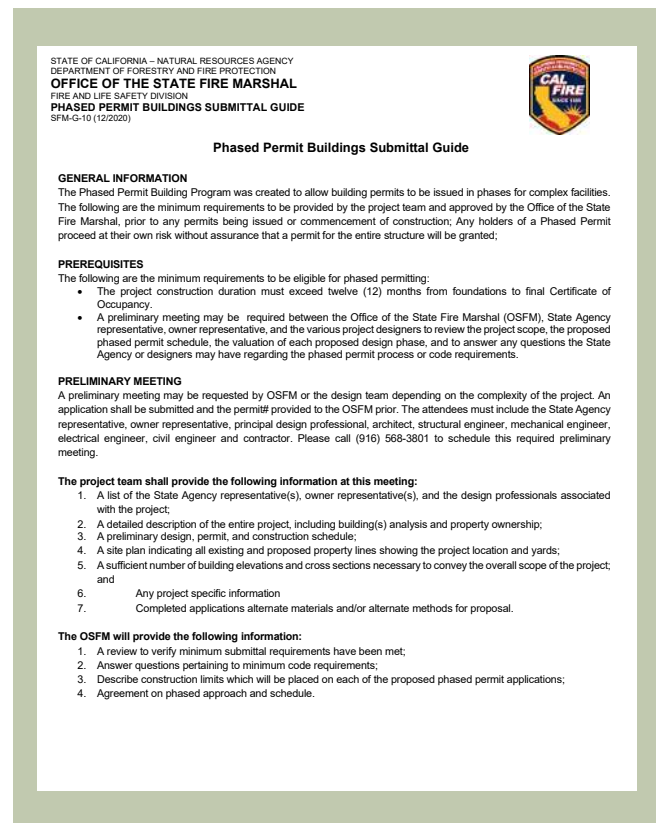 STATE OF CALIFORNIA – NATURAL RESOURCES AGENCY
DEPARTMENT OF FORESTRY AND FIRE PROTECTION
OFFICE OF THE STATE FIRE MARSHAL
FIRE AND LIFE SAFETY DIVISION
PHASED PERMIT BUILDINGS SUBMITTAL GUIDE
SFM-G-10 (12/2020)
CAL
FIRE
SINCE 1885
Phased Permit Buildings Submittal Guide
GENERAL INFORMATION
The Phased Permit Building Program was created to allow building permits to be issued in phases for complex facilities.
The following are the minimum requirements to be provided by the project team and approved by the Office of the State
Fire Marshal, prior to any permits being issued or commencement of construction; Any holders of a Phased Permit
proceed at their own risk without assurance that a permit for the entire structure will be granted;
PREREQUISITES
The following are the minimum requirements to be eligible for phased permitting:
• The project construction duration must exceed twelve (12) months from foundations to final Certificate of
Occupancy.
• A preliminary meeting may be required between the Office of the State Fire Marshal (OSFM), State Agency
representative, owner representative, and the various project designers to review the project scope, the proposed
phased permit schedule, the valuation of each proposed design phase, and to answer any questions the State
Agency or designers may have regarding the phased permit process or code requirements.
PRELIMINARY MEETING
A preliminary meeting may be requested by OSFM or the design team depending on the complexity of the project. An
application shall be submitted and the permit# provided to the OSFM prior. The attendees must include the State Agency
representative, owner representative, principal design professional, architect, structural engineer, mechanical engineer,
electrical engineer, civil engineer and contractor. Please call (916) 568-3801 to schedule this required preliminary
meeting.
The project team shall provide the following information at this meeting:
1. A list of the State Agency representative(s), owner representative(s), and the design professionals associated
with the project;
2. A detailed description of the entire project, including building(s) analysis and property ownership;
3. A preliminary design, permit, and construction schedule;
4. A site plan indicating all existing and proposed property lines showing the project location and yards;
5. A sufficient number of building elevations and cross sections necessary to convey the overall scope of the project;
and
6. Any project specific information
7. Completed applications alternate materials and/or alternate methods for proposal.
The OSFM will provide the following information:
1. A review to verify minimum submittal requirements have been met;
2. Answer questions pertaining to minimum code requirements;
3. Describe construction limits which will be placed on each of the proposed phased permit applications;
4. Agreement on phased approach and schedule.